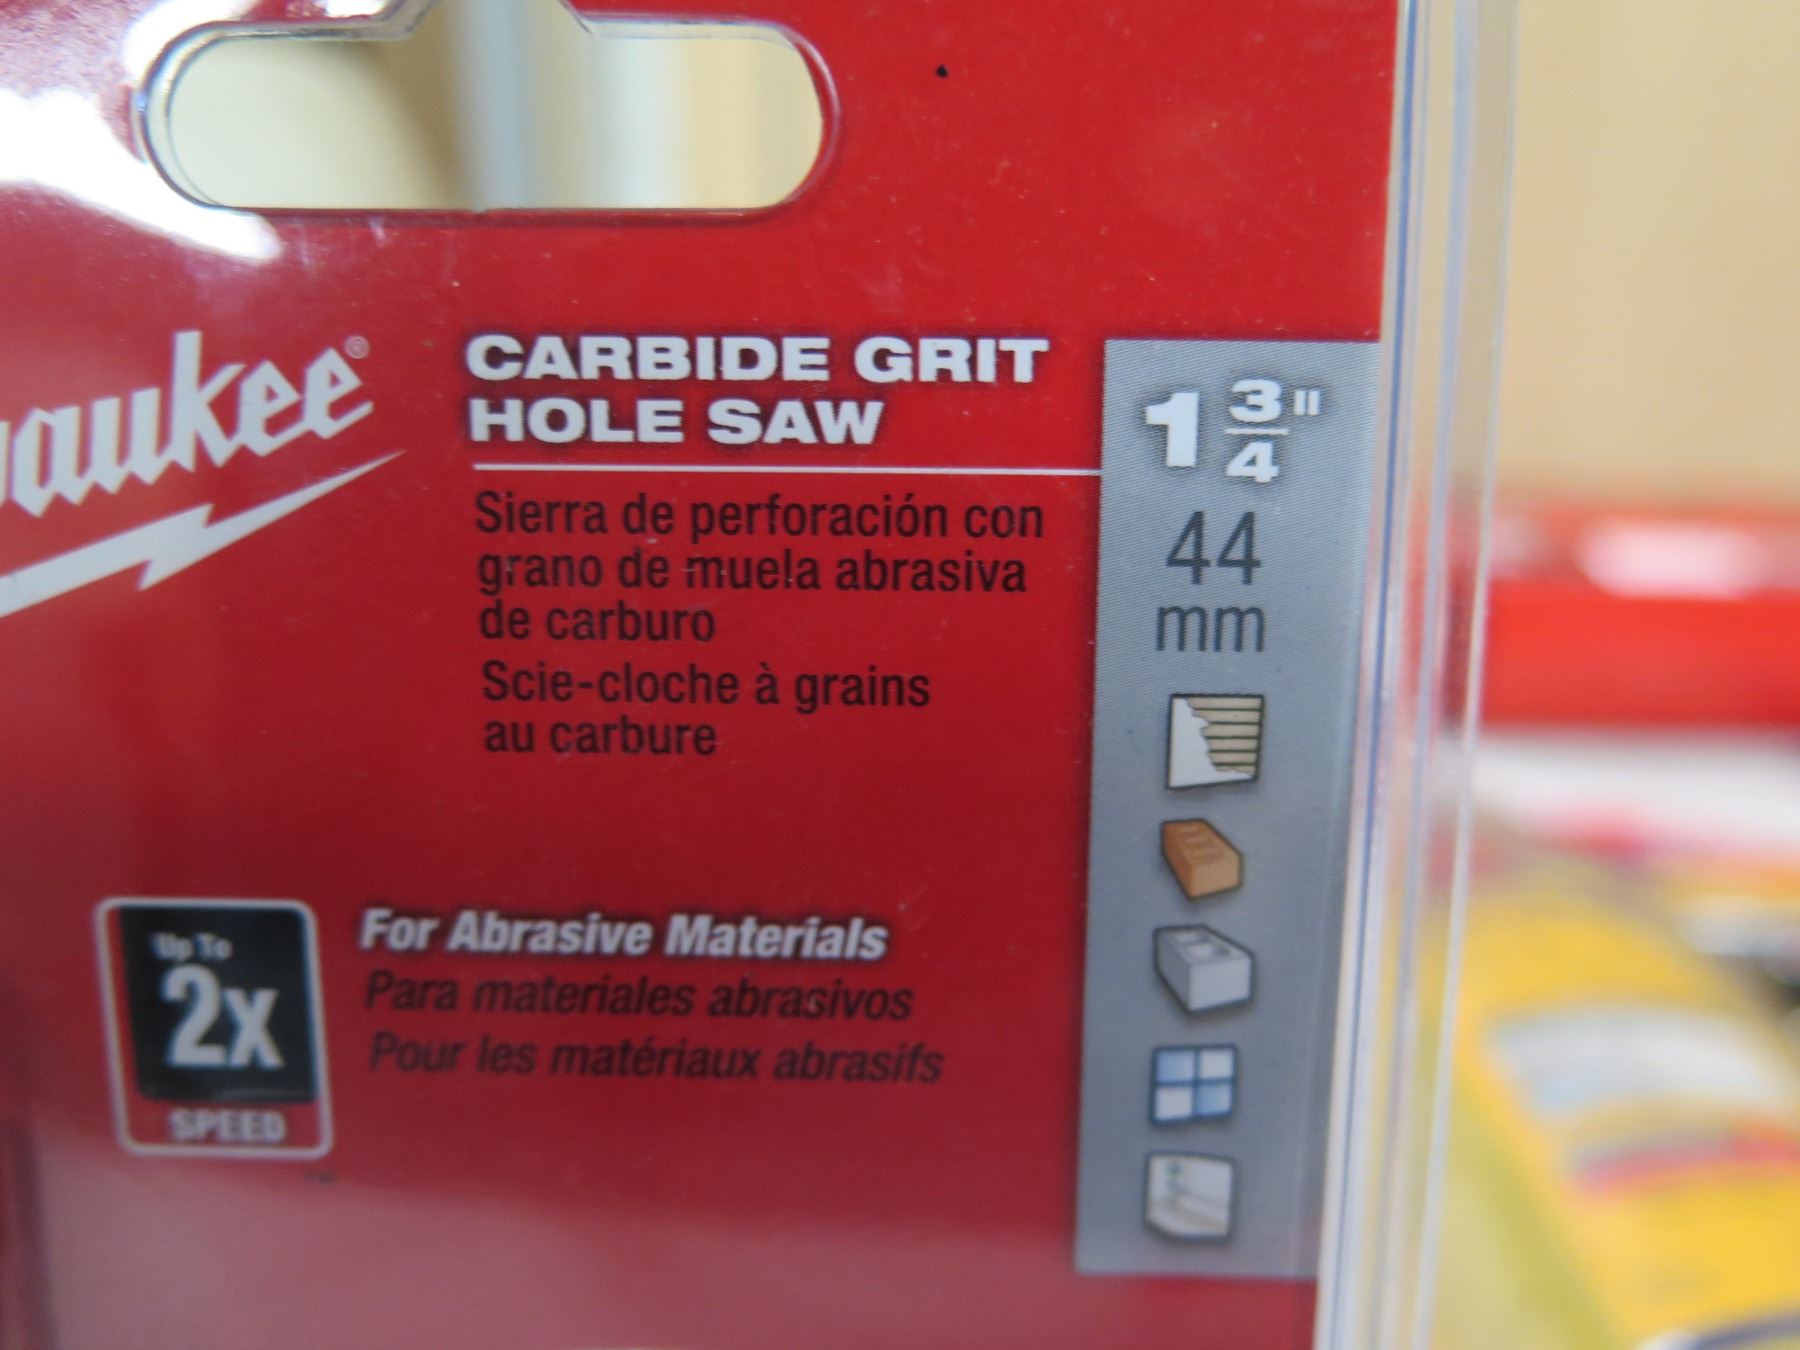 waukee®
CARBIDE GRIT
HOLE SAW
1 3/4"
44
mm
Sierra de perforación con
grano de muela abrasiva
de carburo
Scie-cloche à grains
au carbure
Up To
2x
SPEED
For Abrasive Materials
Para materiales abrasivos
Pour les matériaux abrasifs